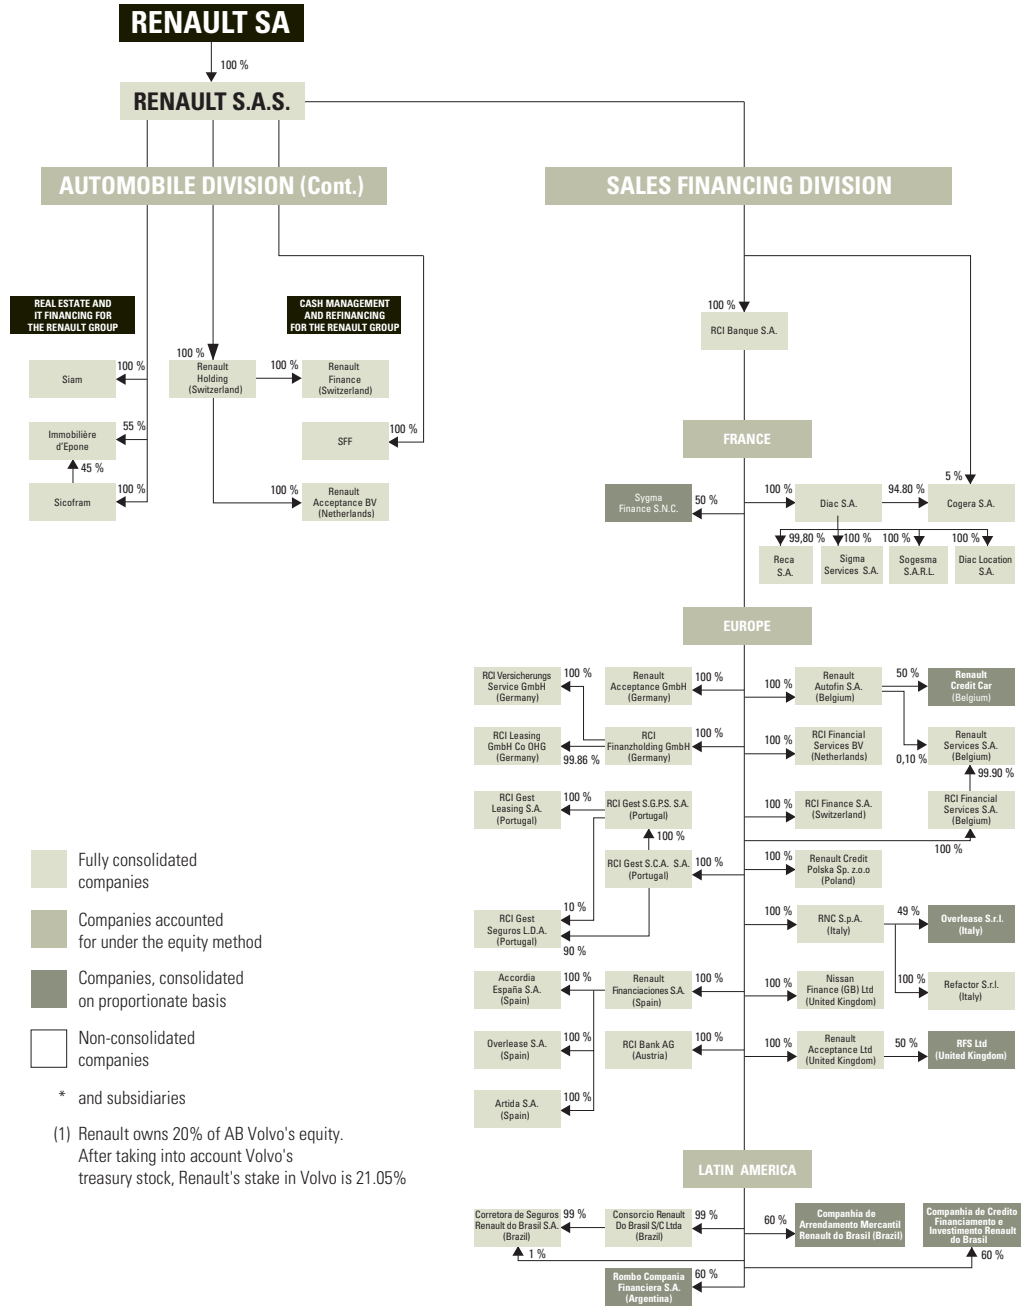 RENAULT SA
100 %
RENAULT S.A.S.
AUTOMOBILE DIVISION (Cont.)
REAL ESTATE AND
IT FINANCING FOR
THE RENAULT GROUP
CASH MANAGEMENT
AND REFINANCING
FOR THE RENAULT GROUP
100 %
Siam
100 %
Renault
Holding
(Switzerland)
100 %
Renault
Finance
(Switzerland)
55 %
Immobilière
d'Epone
45 %
100 %
SFF
100 %
Sicofram
100 %
Renault
Acceptance BV
(Netherlands)
SALES FINANCING DIVISION
100 %
RCI Banque S.A.
FRANCE
5 %
Sygma
Finance S.N.C.
50 %
100 %
Diac S.A.
94.80 %
Cogera S.A.
99,80 %
100 %
100 %
100 %
Reca
S.A.
Sigma
Services S.A.
Sogesma
S.A.R.L.
Diac Location
S.A.
EUROPE
RCI Versicherungs
Service GmbH
(Germany)
100 %
Renault
Acceptance GmbH
(Germany)
100 %
100 %
Renault
Autofin S.A.
(Belgium)
50 %
Renault
Credit Car
(Belgium)
RCI Leasing
GmbH Co OHG
(Germany)
99.86 %
RCI
Finanzholding GmbH
(Germany)
100 %
100 %
RCI Financial
Services BV
(Netherlands)
0,10 %
Renault
Services S.A.
(Belgium)
99.90 %
RCI Gest
Leasing S.A.
(Portugal)
100 %
RCI Gest S.G.P.S. S.A.
(Portugal)
100 %
100 %
RCI Finance S.A.
(Switzerland)
RCI Financial
Services S.A.
(Belgium)
100 %
RCI Gest S.C.A. S.A.
(Portugal)
100 %
100 %
Renault Credit
Polska Sp. z.o.o
(Poland)
10 %
RCI Gest
Seguros L.D.A.
(Portugal)
90 %
100 %
RNC S.p.A.
(Italy)
49 %
Overlease S.r.l.
(Italy)
Accordia
España S.A.
(Spain)
100 %
Renault
Financiaciones S.A.
(Spain)
100 %
100 %
Nissan
Finance (GB) Ltd
(United Kingdom)
100 %
Refactor S.r.l.
(Italy)
Overlease S.A.
(Spain)
100 %
RCI Bank AG
(Austria)
100 %
100 %
Renault
Acceptance Ltd
(United Kingdom)
50 %
RFS Ltd
(United Kingdom)
Artida S.A.
(Spain)
100 %
LATIN AMERICA
Corretora de Seguros
Renault do Brasil S.A.
(Brazil)
99 %
1 %
Consorcio Renault
Do Brasil S/C Ltda
(Brazil)
99 %
60 %
Companhia de
Arrendamento Mercantil
Renault do Brasil (Brazil)
Companhia de Credito
Financiamento e
Investimento Renault
do Brasil
60 %
Rombo Compania
Financiera S.A.
(Argentina)
60 %
Fully consolidated
companies
Companies accounted
for under the equity method
Companies, consolidated
on proportionate basis
Non-consolidated
companies
* and subsidiaries
(1) Renault owns 20% of AB Volvo's equity.
After taking into account Volvo's
treasury stock, Renault's stake in Volvo is 21.05%